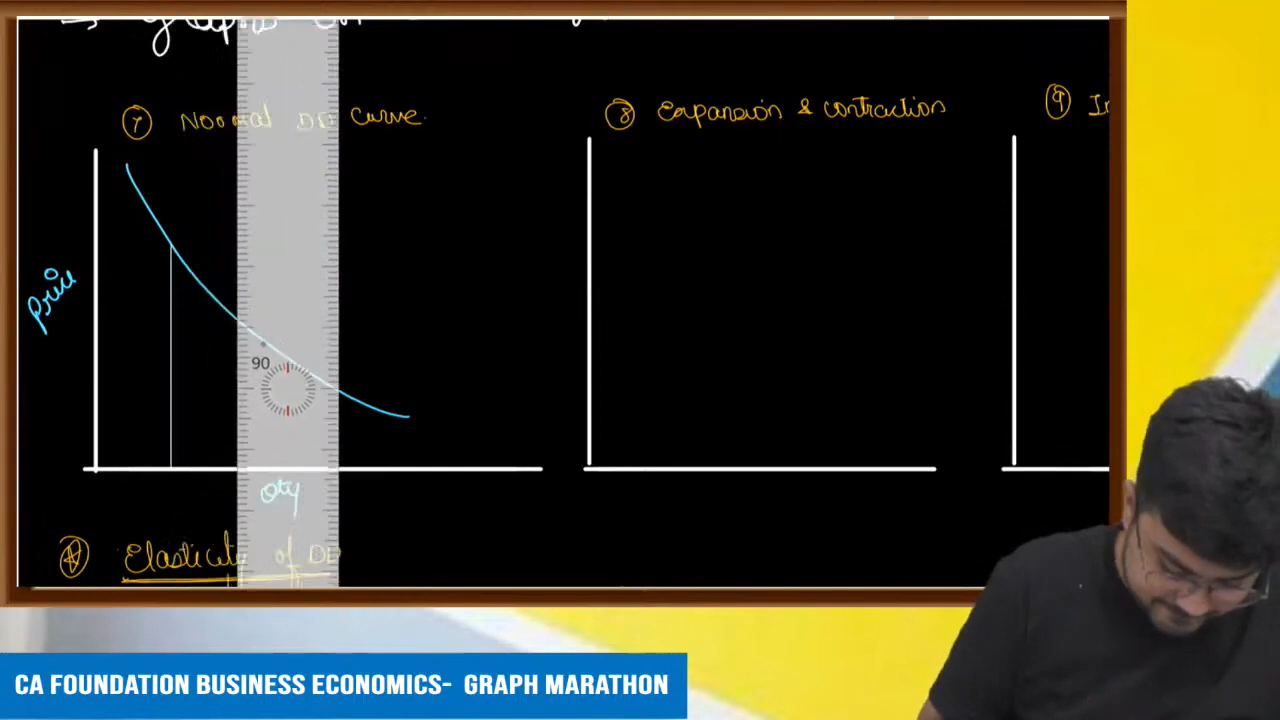 ⑦ Normal DD curve
⑧ Expansion & contraction
⑨ I
Price
90
Qty
Elasticity of DD
CA FOUNDATION BUSINESS ECONOMICS- GRAPH MARATHON